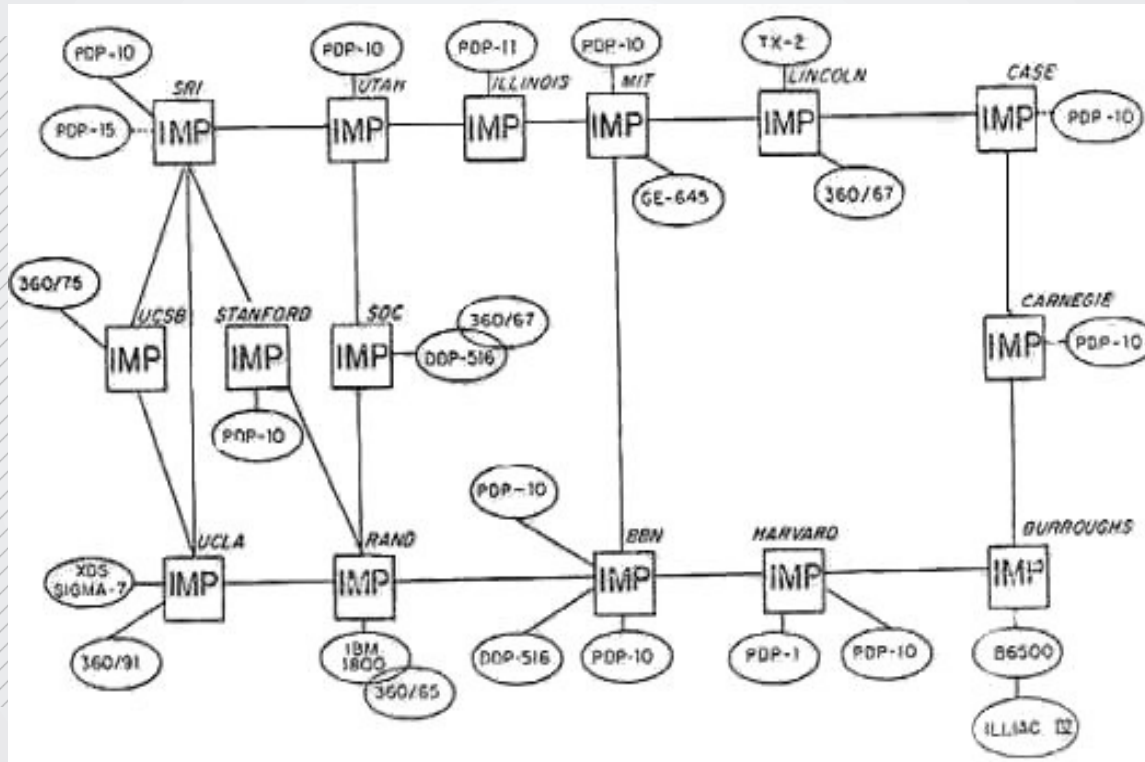 PDP-10
PDP-10
PDP-11
PDP-10
TX-2
SRI
UTAH
ILLINOIS
MIT
LINCOLN
CASE
PDP-15
IMP
IMP
IMP
IMP
IMP
IMP
PDP-10
GE-645
360/67
360/75
UCSB
STANFORD
SDC
360/67
CARNEGIE
IMP
IMP
IMP
DDP-516
IMP
PDP-10
PDP-10
PDP-10
UCLA
RAND
BBN
HARVARD
BURROUGHS
XDS
SIGMA-7
IMP
IMP
IMP
IMP
IMP
360/91
IBM
1800
360/65
DDP-516
PDP-10
PDP-1
PDP-10
B6500
ILLIAC IV